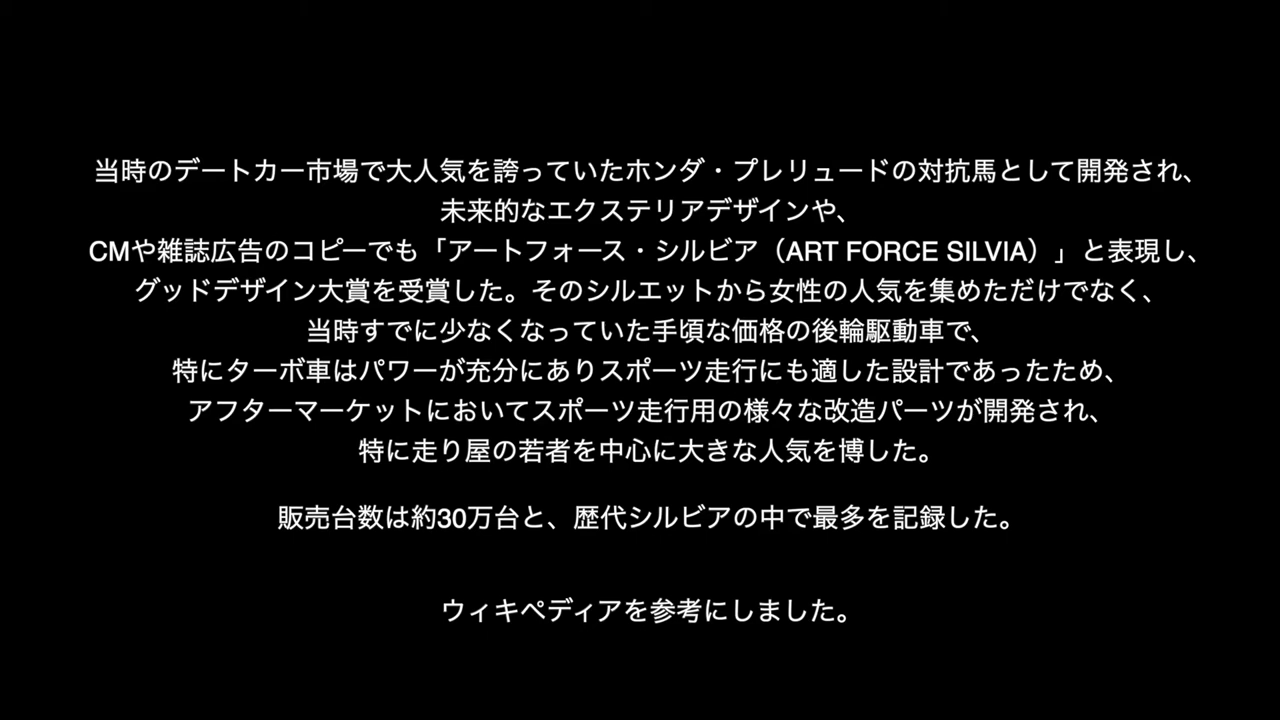 当時のデートカー市場で大人気を誇っていたホンダ・プレリュードの対抗馬として開発され、
未来的なエクステリアデザインや、
CMや雑誌広告のコピーでも「アートフォース・シルビア（ART FORCE SILVIA）」と表現し、
グッドデザイン大賞を受賞した。そのシルエットから女性の人気を集めただけでなく、
当時すでに少なくなっていた手頃な価格の後輪駆動車で、
特にターボ車はパワーが充分にありスポーツ走行にも適した設計であったため、
アフターマーケットにおいてスポーツ走行用の様々な改造パーツが開発され、
特に走り屋の若者を中心に大きな人気を博した。
販売台数は約30万台と、歴代シルビアの中で最多を記録した。
ウィキペディアを参考にしました。